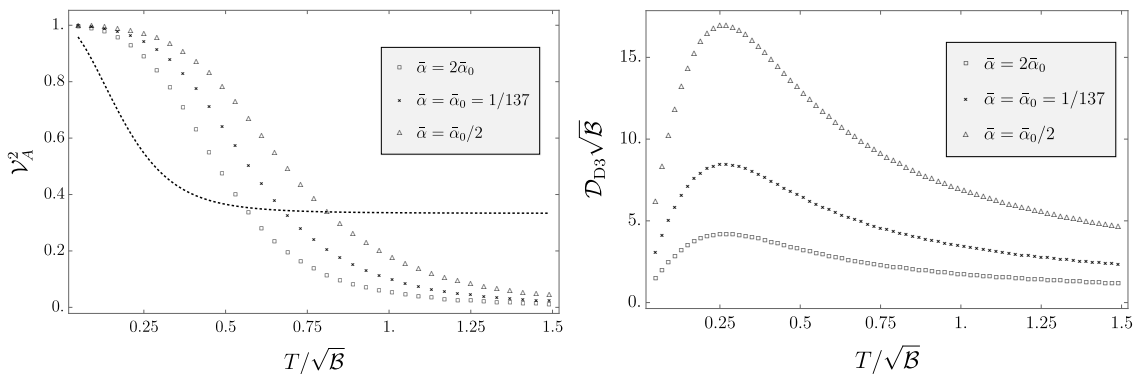 1.
0.8
0.6
0.4
0.2
0.
𝒱_A^2
0.25
0.5
0.75
1.
1.25
1.5
T/√ℬ
ᾱ = 2ᾱ₀
ᾱ = ᾱ₀ = 1/137
ᾱ = ᾱ₀/2
15.
10.
5.
0.
𝒟_D3 √ℬ
0.25
0.5
0.75
1.
1.25
1.5
T/√ℬ
ᾱ = 2ᾱ₀
ᾱ = ᾱ₀ = 1/137
ᾱ = ᾱ₀/2